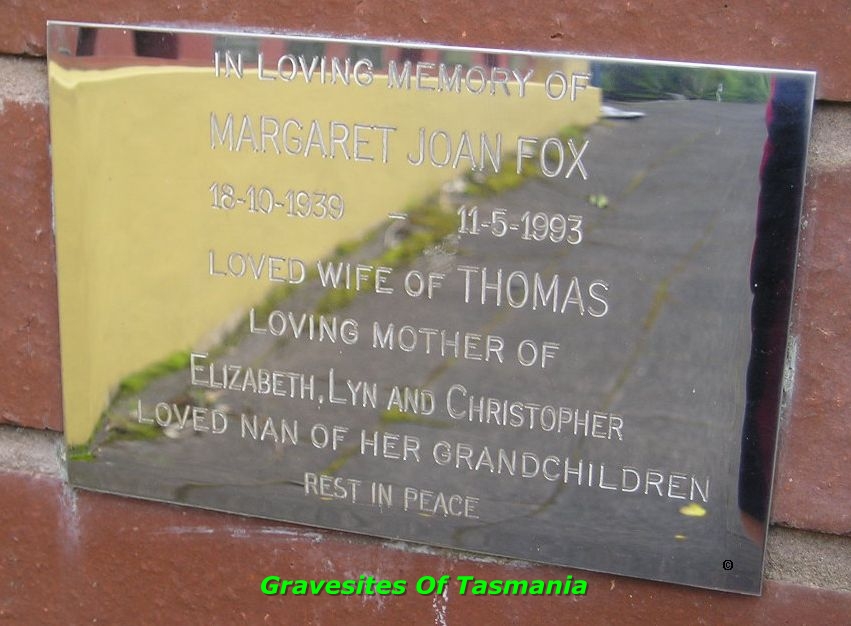 IN LOVING MEMORY OF
MARGARET JOAN FOX
18-10-1939 – 11-5-1993
LOVED WIFE OF THOMAS
LOVING MOTHER OF
ELIZABETH, LYN AND CHRISTOPHER
LOVED NAN OF HER GRANDCHILDREN
REST IN PEACE
©
Gravesites Of Tasmania